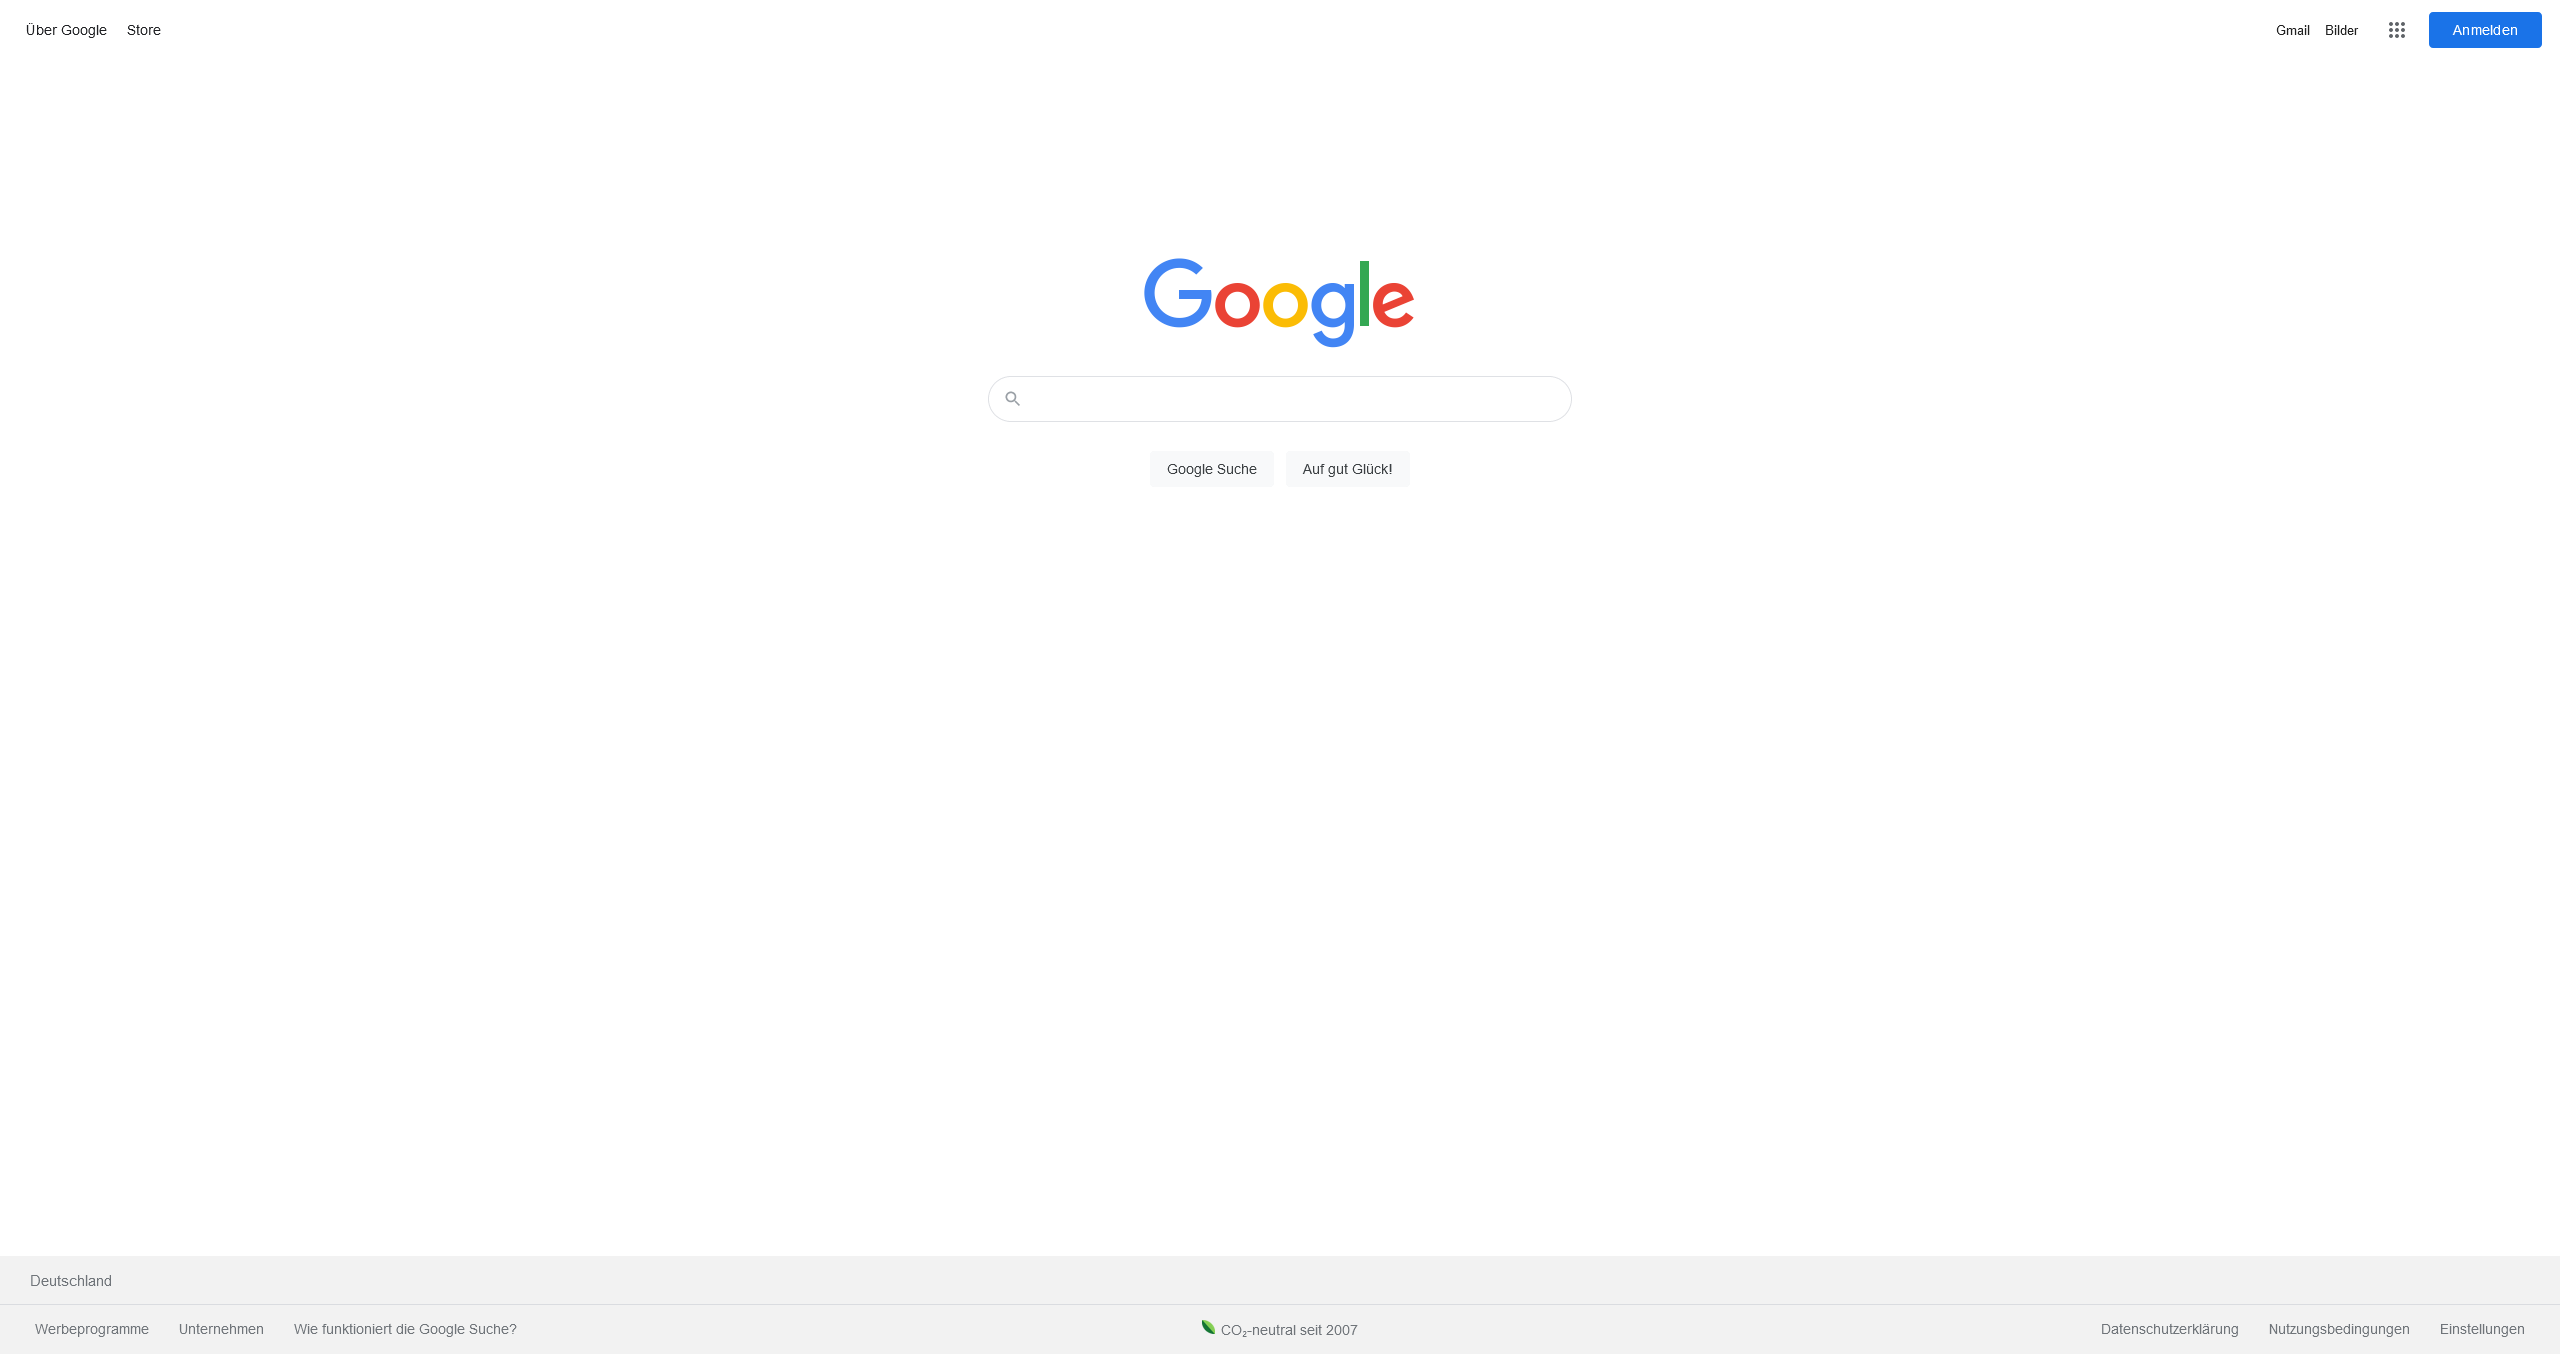 Über Google Store Gmail Bilder Anmelden
Google
Google Suche Auf gut Glück!
Deutschland
Werbeprogramme Unternehmen Wie funktioniert die Google Suche? CO₂-neutral seit 2007 Datenschutzerklärung Nutzungsbedingungen Einstellungen